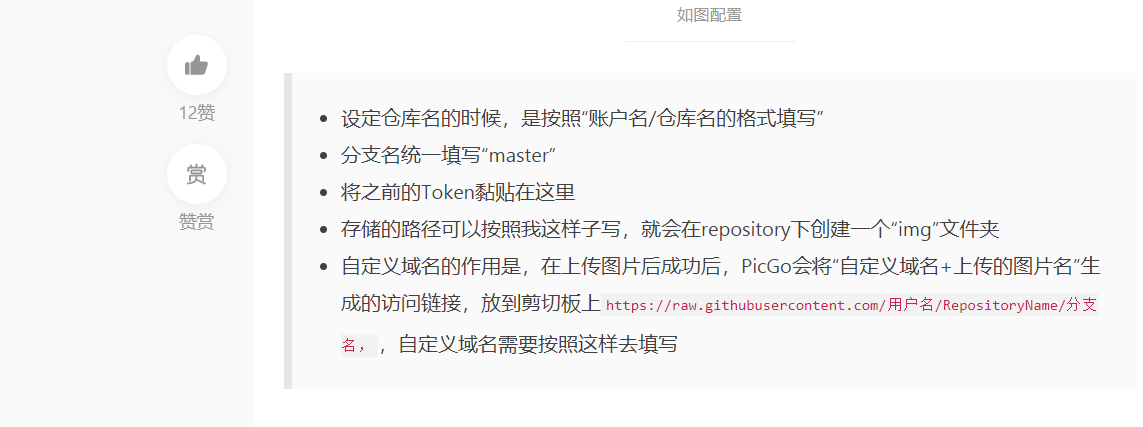 如图配置
12赞
赏
赞赏
设定仓库名的时候，是按照“账户名/仓库名的格式填写”
分支名统一填写“master”
将之前的Token黏贴在这里
存储的路径可以按照我这样子写，就会在repository下创建一个“img”文件夹
自定义域名的作用是，在上传图片后成功后，PicGo会将“自定义域名+上传的图片名”生
成的访问链接，放到剪切板上 https://raw.githubusercontent.com/用户名/RepositoryName/分支
名， ，自定义域名需要按照这样去填写